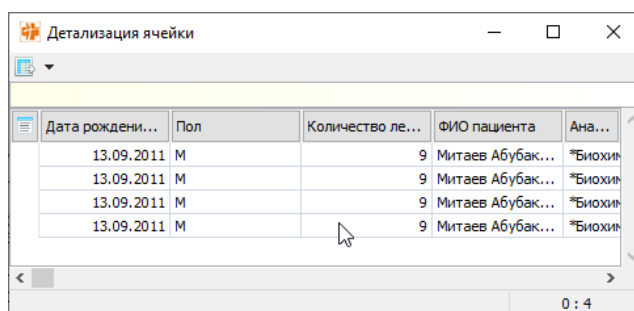 Детализация ячейки
Дата рождени... Пол Количество ле... ФИО пациента Ана...
13.09.2011 М 9 Митаев Абубак... *Биохим
13.09.2011 М 9 Митаев Абубак... *Биохим
13.09.2011 М 9 Митаев Абубак... *Биохим
13.09.2011 М 9 Митаев Абубак... *Биохим
0 : 4